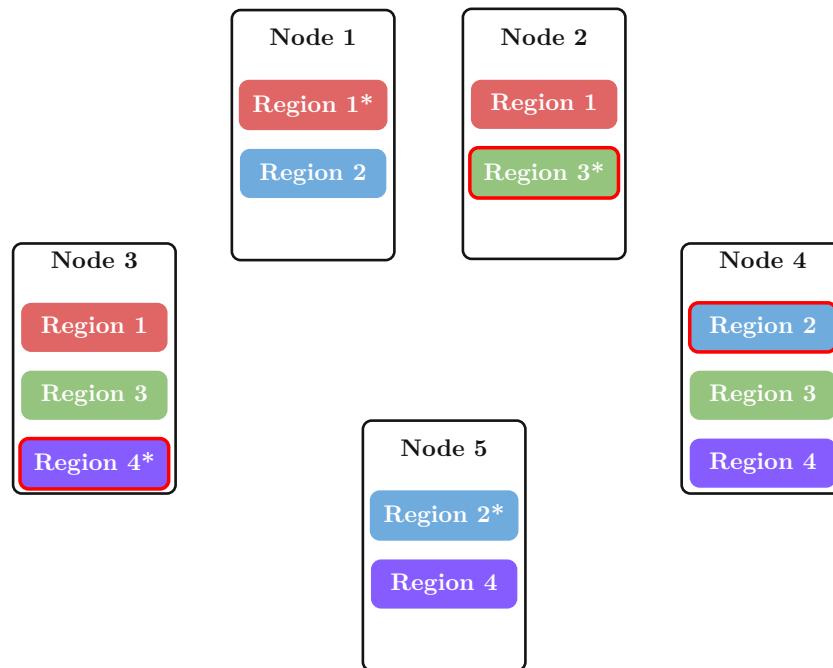 Node 1
Region 1*
Region 2
Node 2
Region 1
Region 3*
Node 3
Region 1
Region 3
Region 4*
Node 4
Region 2
Region 3
Region 4
Node 5
Region 2*
Region 4